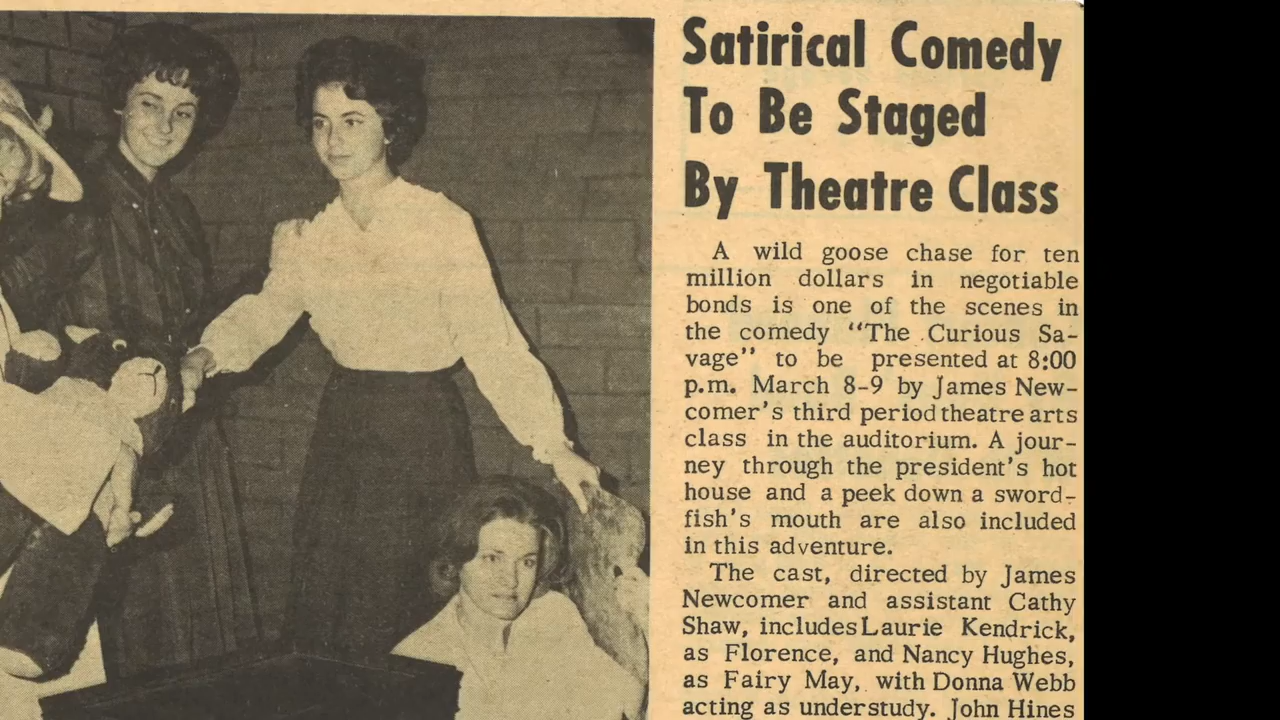 Satirical Comedy
To Be Staged
By Theatre Class
A wild goose chase for ten
million dollars in negotiable
bonds is one of the scenes in
the comedy "The Curious Sa-
vage" to be presented at 8:00
p.m. March 8-9 by James New-
comer's third period theatre arts
class in the auditorium. A jour-
ney through the president's hot
house and a peek down a sword-
fish's mouth are also included
in this adventure.
The cast, directed by James
Newcomer and assistant Cathy
Shaw, includes Laurie Kendrick,
as Florence, and Nancy Hughes,
as Fairy May, with Donna Webb
acting as understudy. John Hines